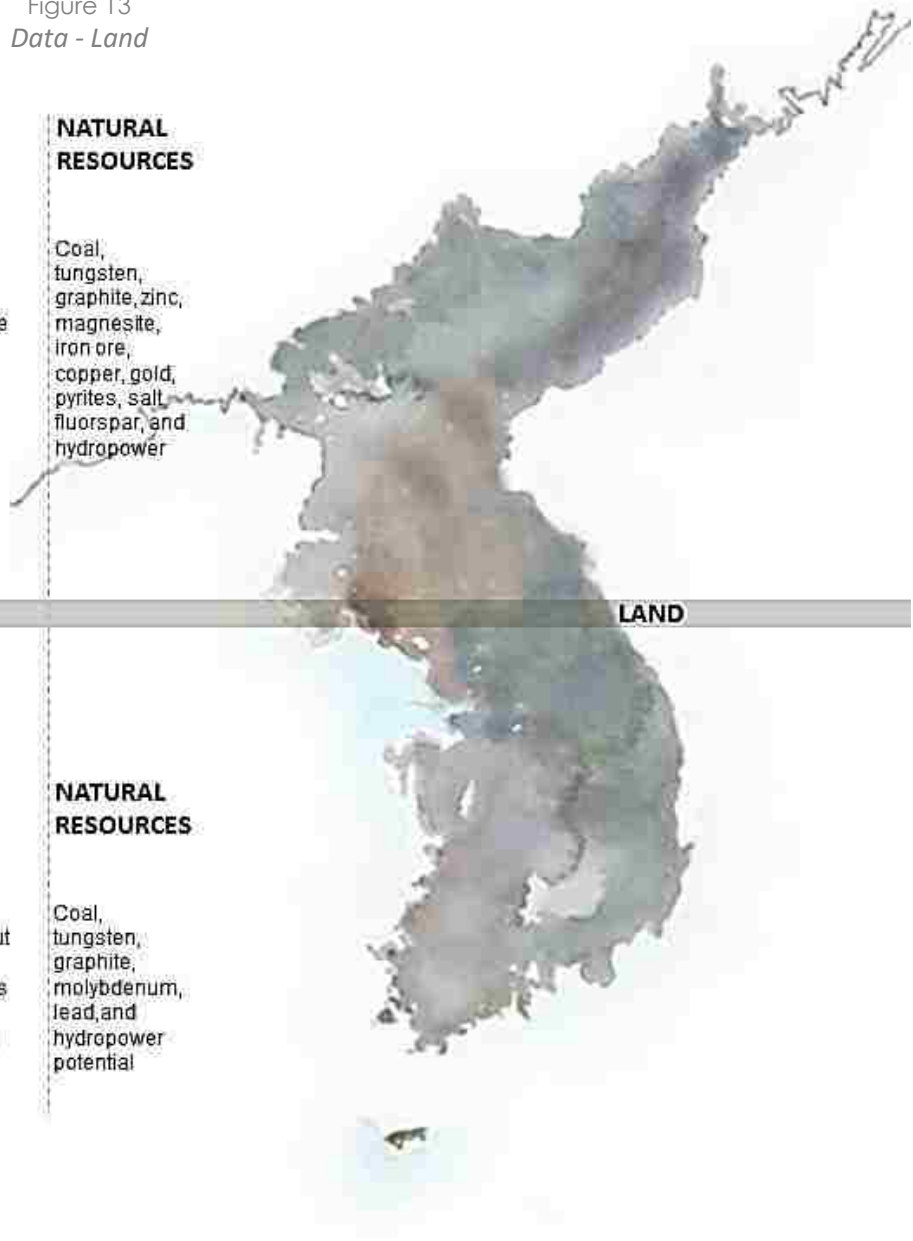 Figure 13
Data - Land
NATURAL
RESOURCES
Coal,
tungsten,
graphite, zinc,
magnesite,
iron ore,
copper, gold,
pyrites, salt,
fluorspar, and
hydropower
LAND
NATURAL
RESOURCES
Coal,
tungsten,
graphite,
molybdenum,
lead,and
hydropower
potential